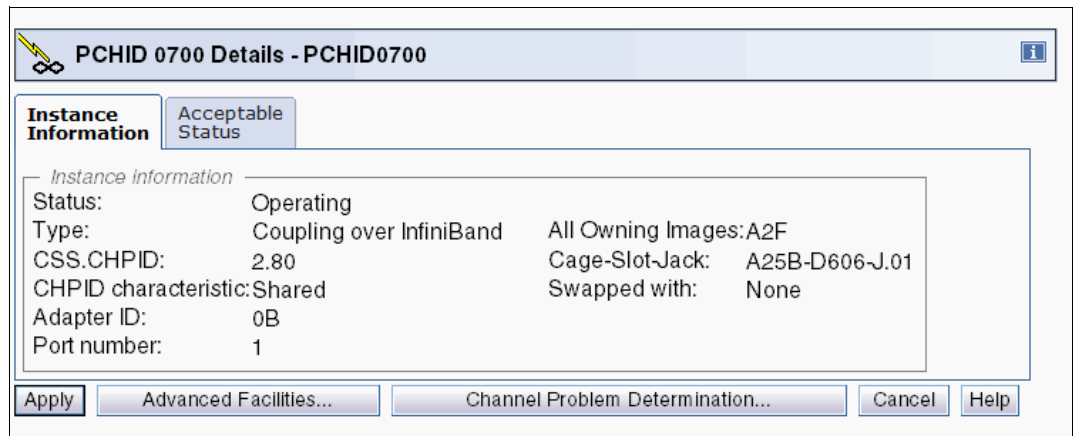 PCHID 0700 Details - PCHID0700
i
Instance Information
Acceptable Status
Instance information
Status: Operating
Type: Coupling over InfiniBand All Owning Images: A2F
CSS.CHPID: 2.80 Cage-Slot-Jack: A25B-D606-J.01
CHPID characteristic: Shared Swapped with: None
Adapter ID: 0B
Port number: 1
Apply Advanced Facilities... Channel Problem Determination... Cancel Help